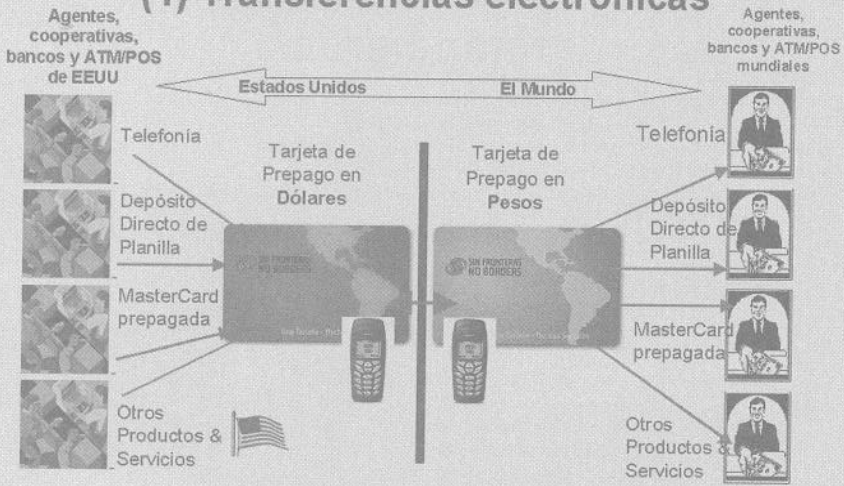 (4) Transferencias electrónicas
Agentes,
cooperativas,
bancos y ATM/POS
de EEUU
Agentes,
cooperativas,
bancos y ATM/POS
mundiales
Estados Unidos
El Mundo
Telefonía
Depósito
Directo de
Planilla
MasterCard
prepagada
Otros
Productos &
Servicios
Tarjeta de
Prepago en
Dólares
SIN FRONTERAS
NO BORDERS
Una Tarjeta -
Tarjeta de
Prepago en
Pesos
SIN FRONTERAS
NO BORDERS
Telefonía
Depósito
Directo de
Planilla
MasterCard
prepagada
Otros
Productos &
Servicios